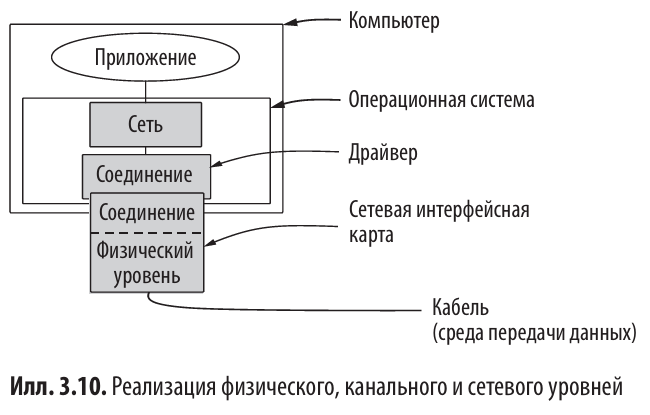 Компьютер
Приложение
Операционная система
Сеть
Драйвер
Соединение
Соединение
Сетевая интерфейсная
карта
Физический
уровень
Кабель
(среда передачи данных)
Илл. 3.10. Реализация физического, канального и сетевого уровней